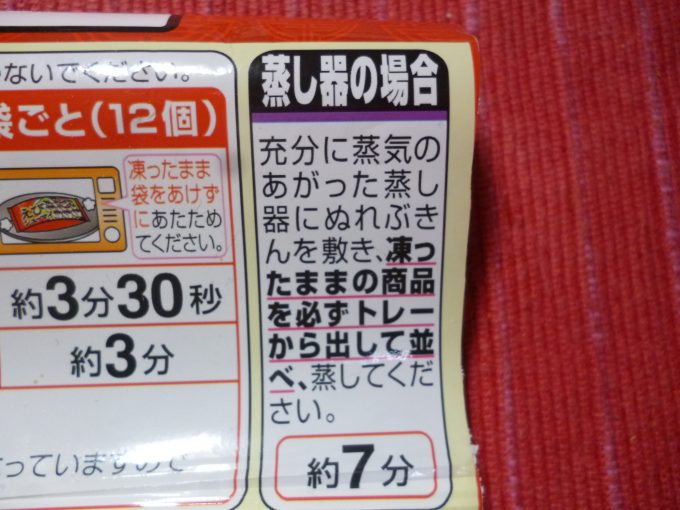 ないでください。
袋ごと(12個)
凍ったまま
袋をあけず
にあたため
てください。
約3分30秒
約3分
っていますので
蒸し器の場合
充分に蒸気の
あがった蒸し
器にぬれぶき
んを敷き、凍っ
たままの商品
を必ずトレー
から出して並
べ、蒸してくだ
さい。
約7分